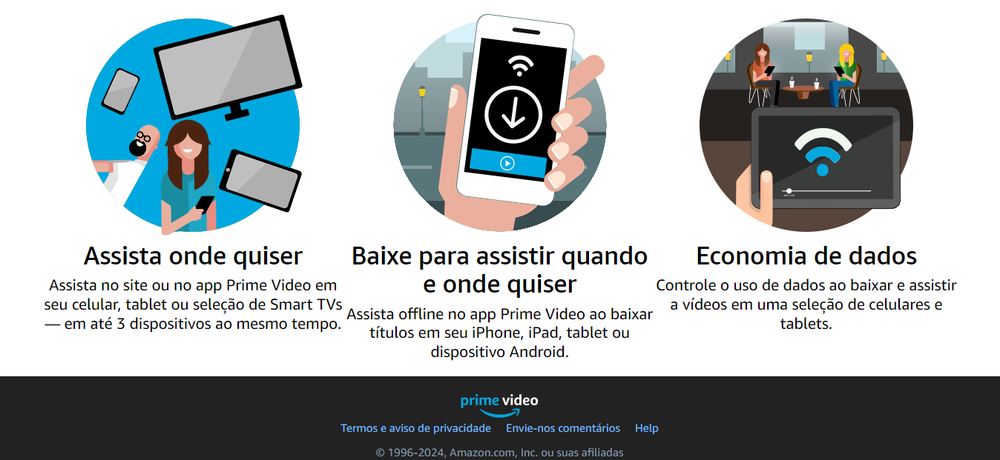 Assista onde quiser
Assista no site ou no app Prime Video em
seu celular, tablet ou seleção de Smart TVs
— em até 3 dispositivos ao mesmo tempo.
Baixe para assistir quando
e onde quiser
Assista offline no app Prime Video ao baixar
títulos em seu iPhone, iPad, tablet ou
dispositivo Android.
Economia de dados
Controle o uso de dados ao baixar e assistir
a vídeos em uma seleção de celulares e
tablets.
prime video
Termos e aviso de privacidade Envie-nos comentários Help
© 1996-2024, Amazon.com, Inc. ou suas afiliadas